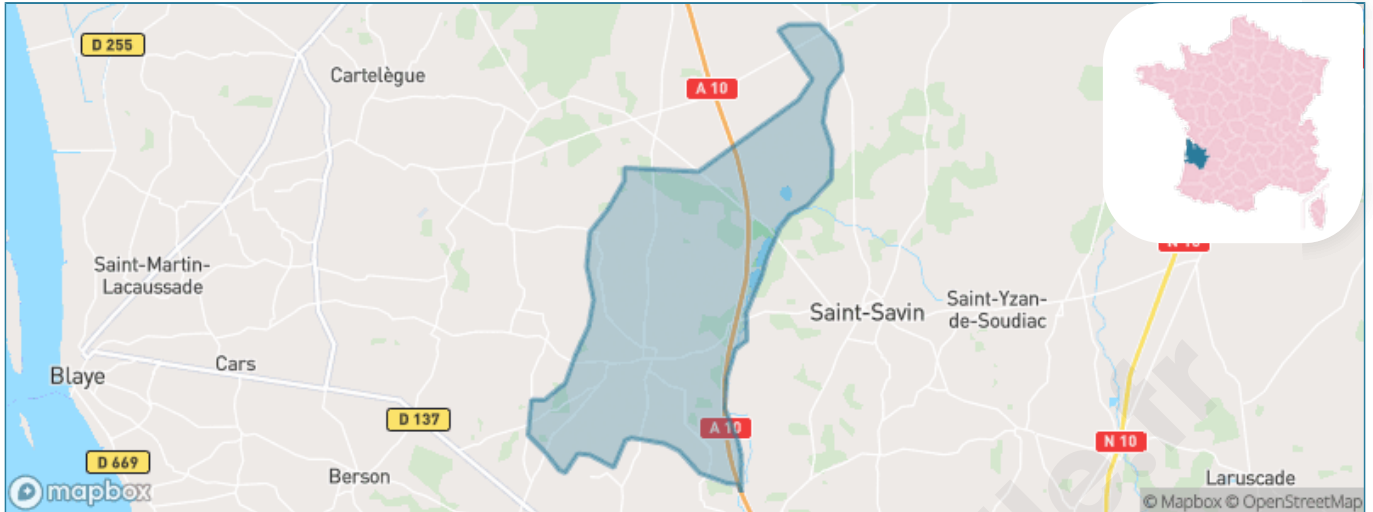 D 255
Cartelègue
A 10
N 10
Saint-Martin-
Lacaussade
Saint-Savin
Saint-Yzan-
de-Soudiac
Cars
Blaye
D 137
A 10
N 10
D 669
Berson
Laruscade
mapbox
© Mapbox © OpenStreetMap